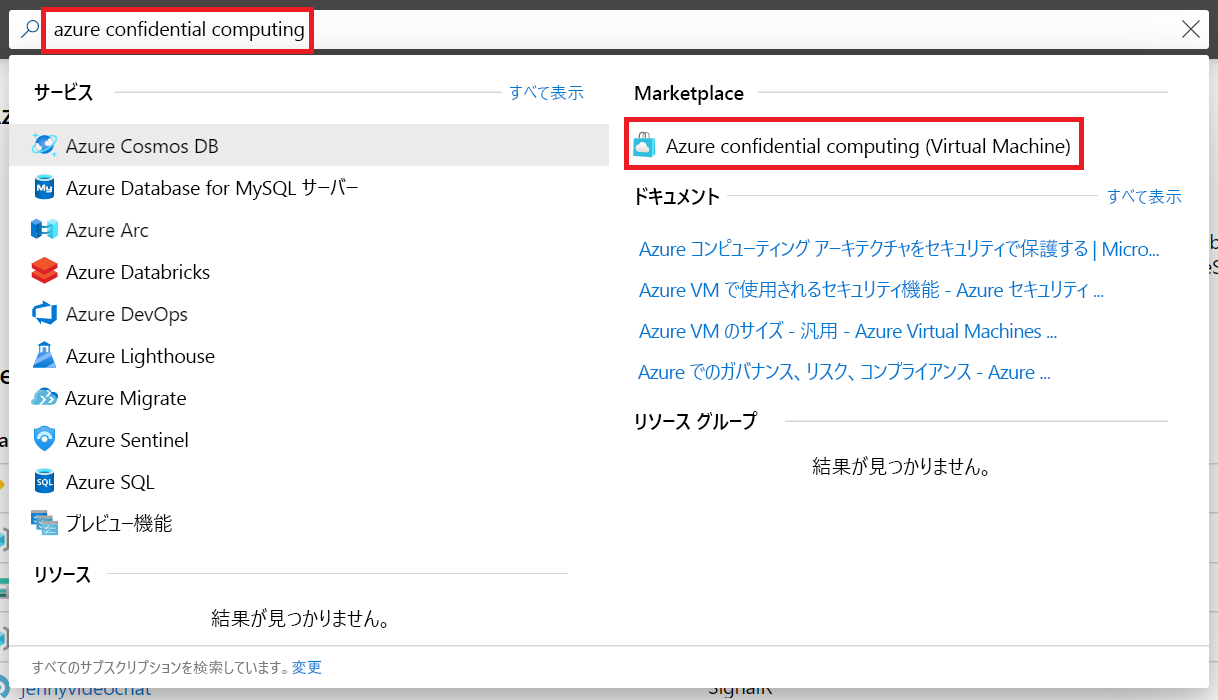 azure confidential computing
サービス
すべて表示
Azure Cosmos DB
Azure Database for MySQL サーバー
Azure Arc
Azure Databricks
Azure DevOps
Azure Lighthouse
Azure Migrate
Azure Sentinel
Azure SQL
プレビュー機能
リソース
結果が見つかりません。
Marketplace
Azure confidential computing (Virtual Machine)
ドキュメント
すべて表示
Azure コンピューティング アーキテクチャをセキュリティで保護する | Micro...
Azure VM で使用されるセキュリティ機能 - Azure セキュリティ ...
Azure VM のサイズ - 汎用 - Azure Virtual Machines ...
Azure でのガバナンス、リスク、コンプライアンス - Azure ...
リソース グループ
結果が見つかりません。
すべてのサブスクリプションを検索しています。変更
jennyvideochat
SignalR